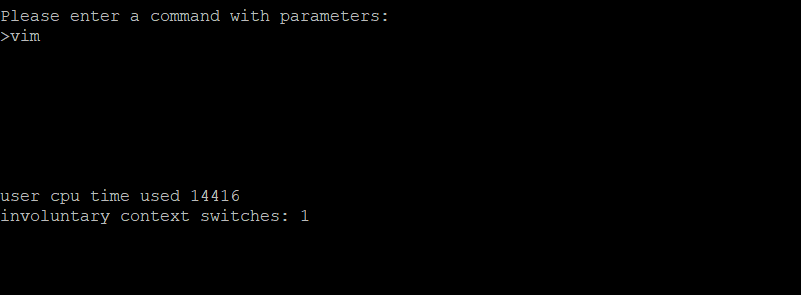 Please enter a command with parameters:
>vim
user cpu time used 14416
involuntary context switches: 1